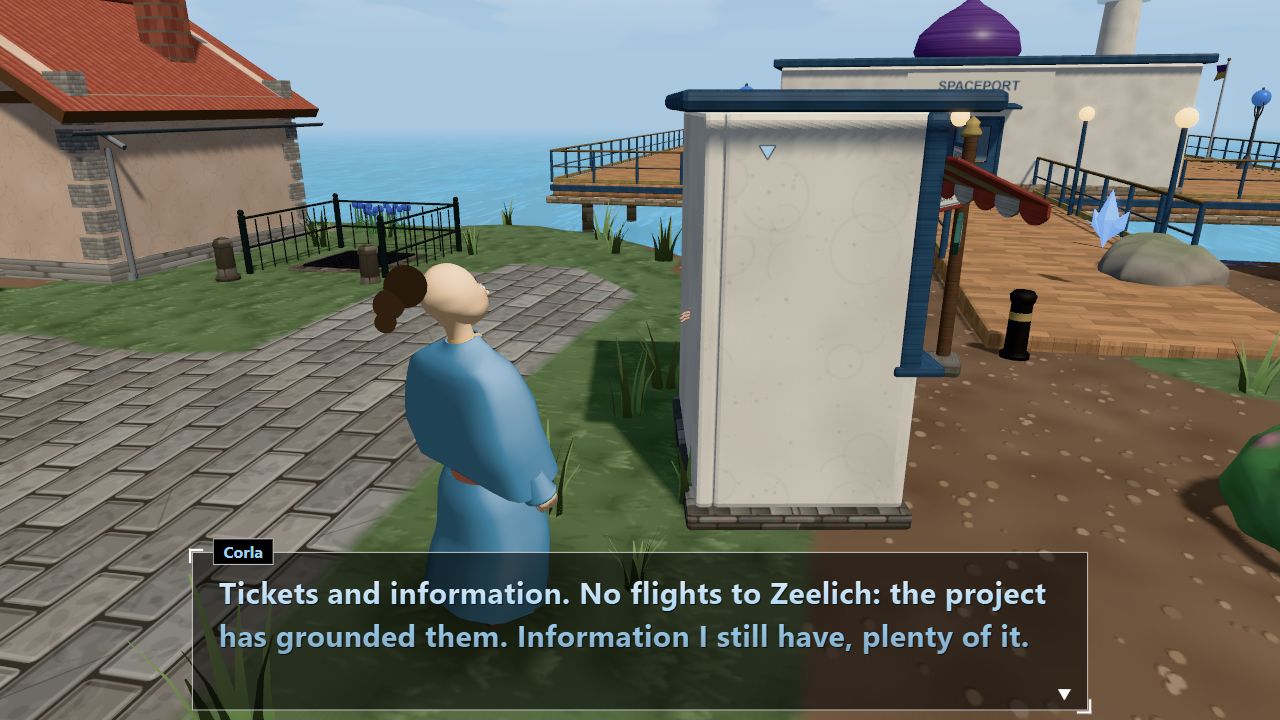 SPACEPORT
Corla
Tickets and information. No flights to Zeelich: the project
has grounded them. Information I still have, plenty of it.